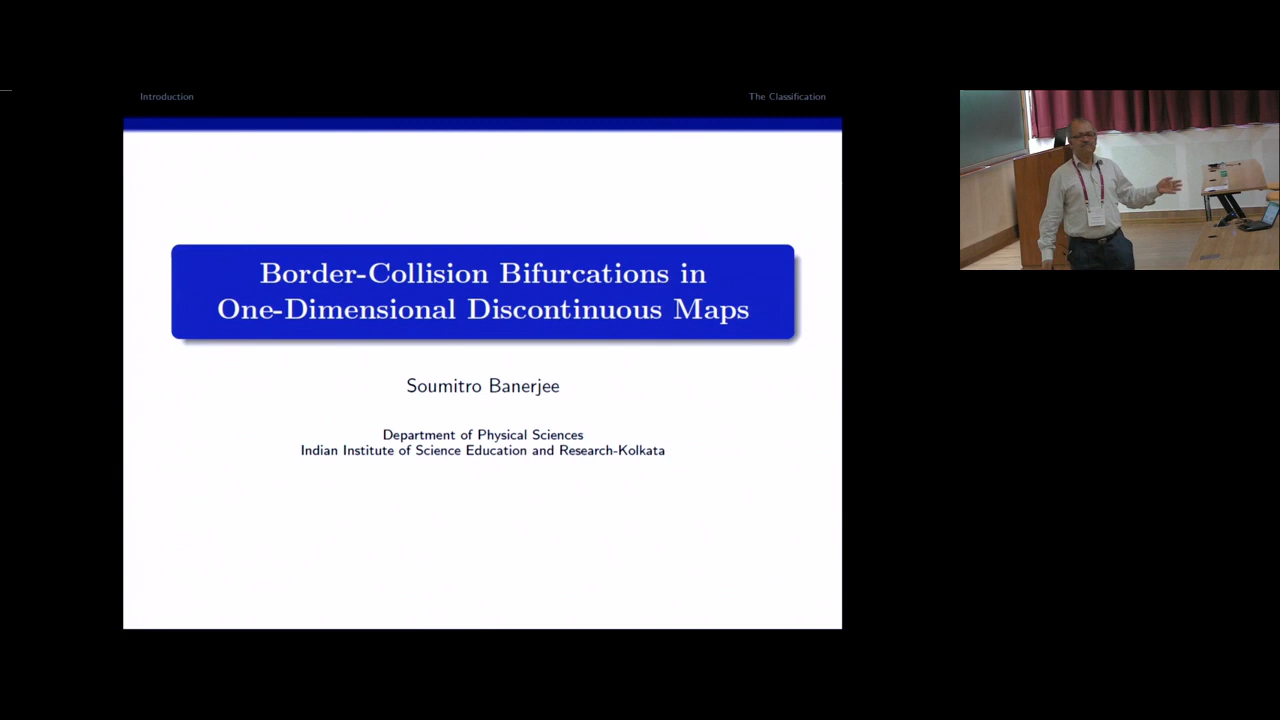 Introduction
The Classification
Border-Collision Bifurcations in
One-Dimensional Discontinuous Maps
Soumitro Banerjee
Department of Physical Sciences
Indian Institute of Science Education and Research-Kolkata